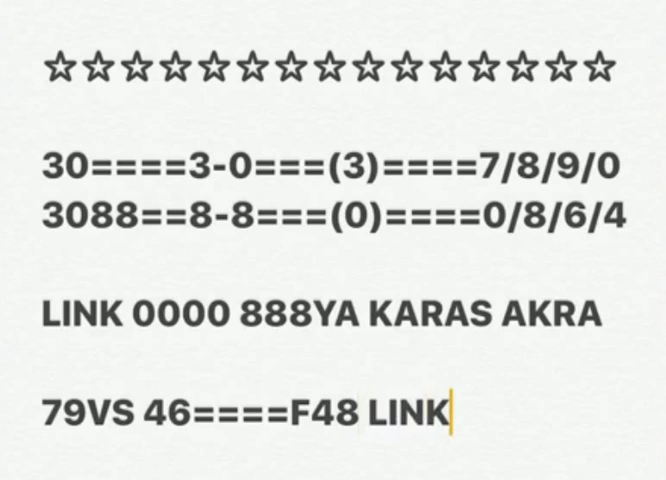 ☆☆☆☆☆☆☆☆☆☆☆☆☆☆☆
30====3-0===(3)====7/8/9/0
3088==8-8===(0)====0/8/6/4
LINK 0000 888YA KARAS AKRA
79VS 46====F48 LINK